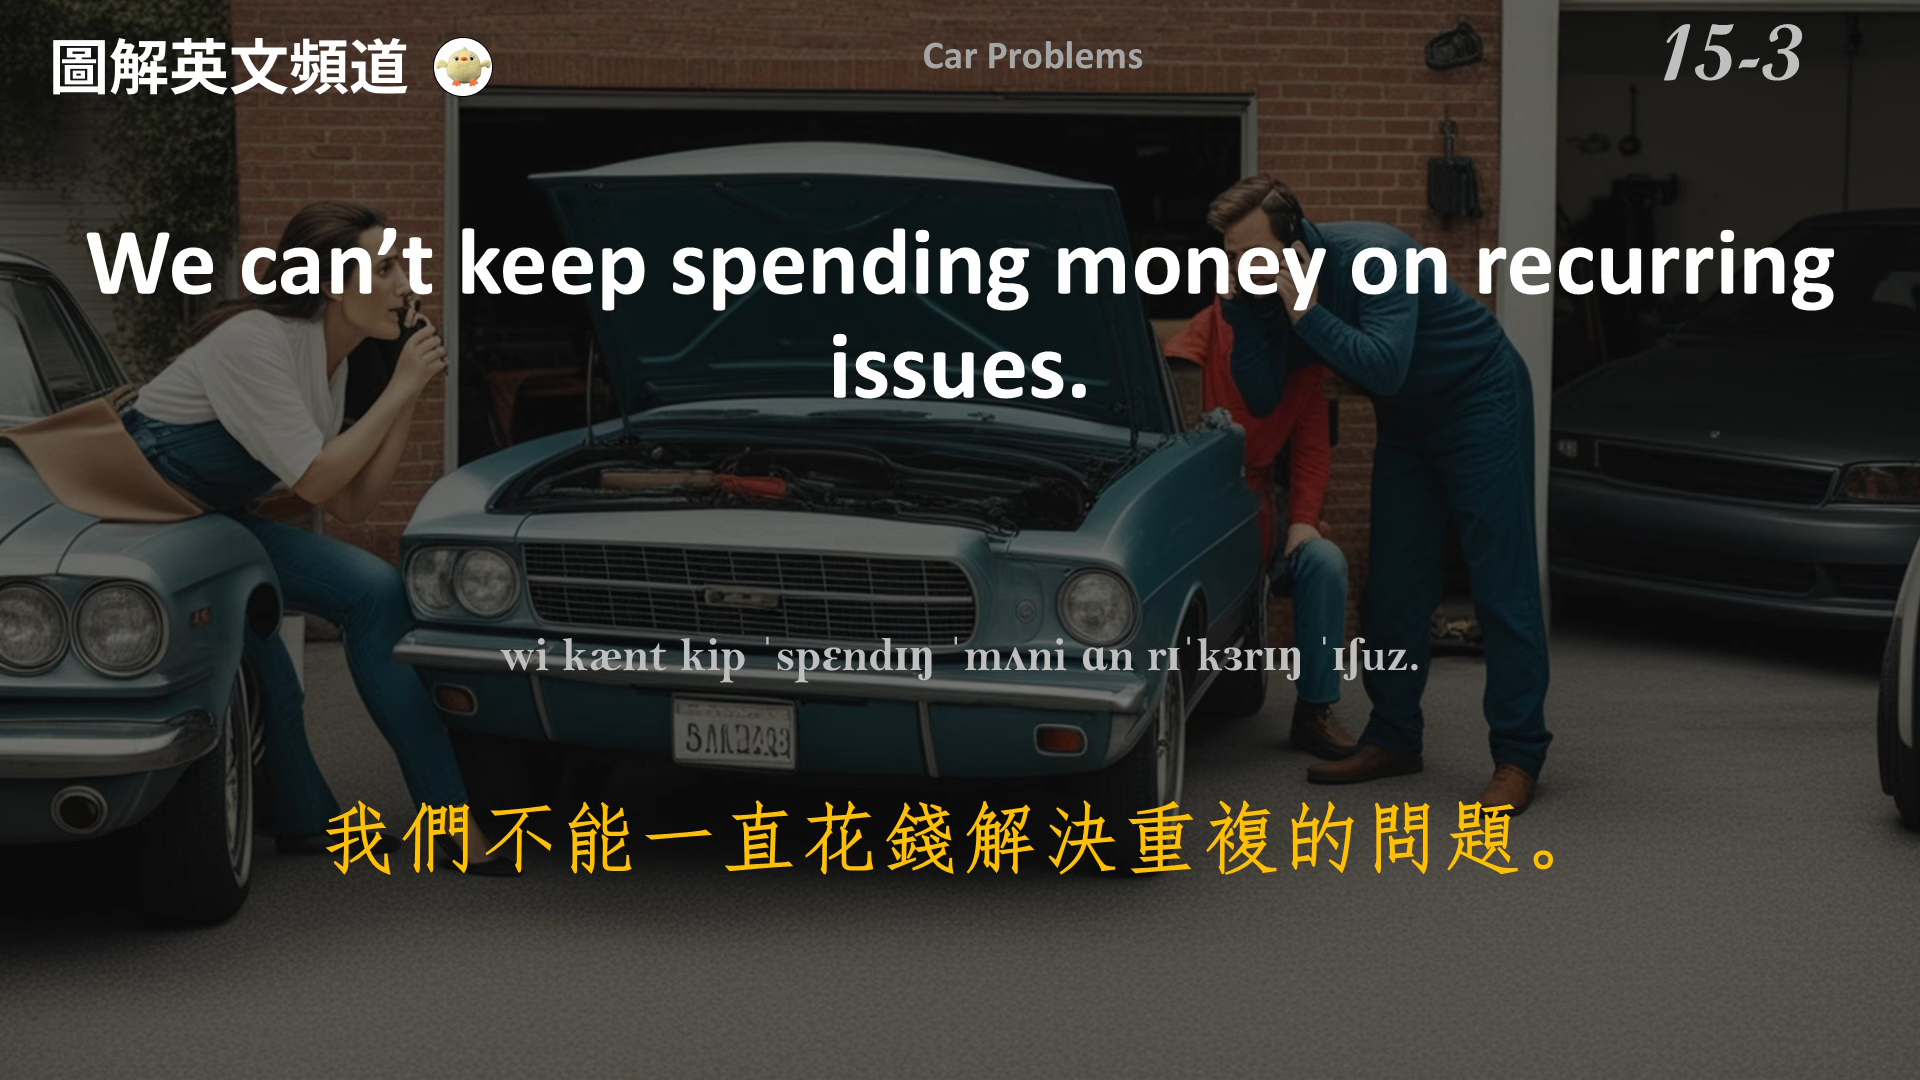 圖解英文頻道
Car Problems
15-3
We can’t keep spending money on recurring
issues.
wi kænt kip ˈspɛndɪŋ ˈmʌni ɑn rɪˈkɜrɪŋ ˈɪʃuz.
我們不能一直花錢解決重複的問題。